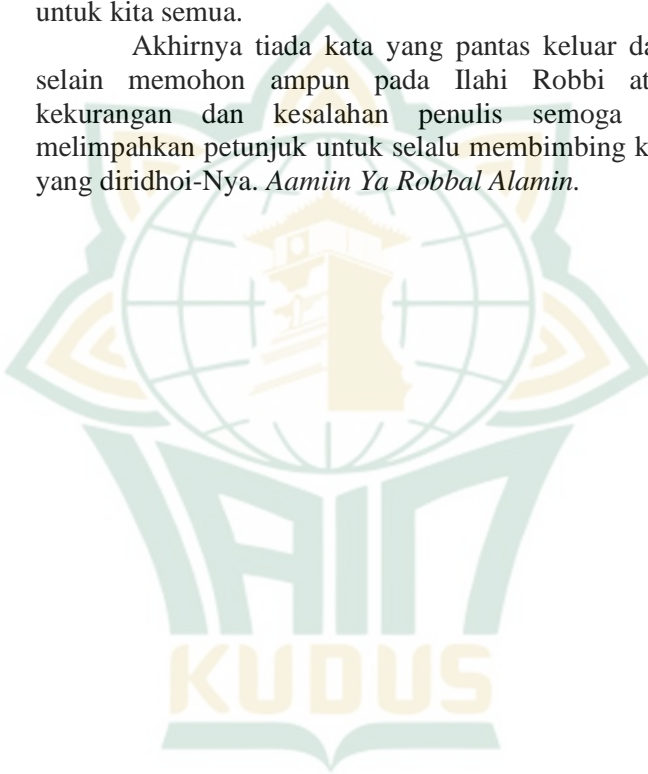 untuk kita semua.
Akhirnya tiada kata yang pantas keluar da
selain memohon ampun pada Ilahi Robbi at
kekurangan dan kesalahan penulis semoga
melimpahkan petunjuk untuk selalu membimbing k
yang diridhoi-Nya. Aamiin Ya Robbal Alamin.
IAIN
KUDUS